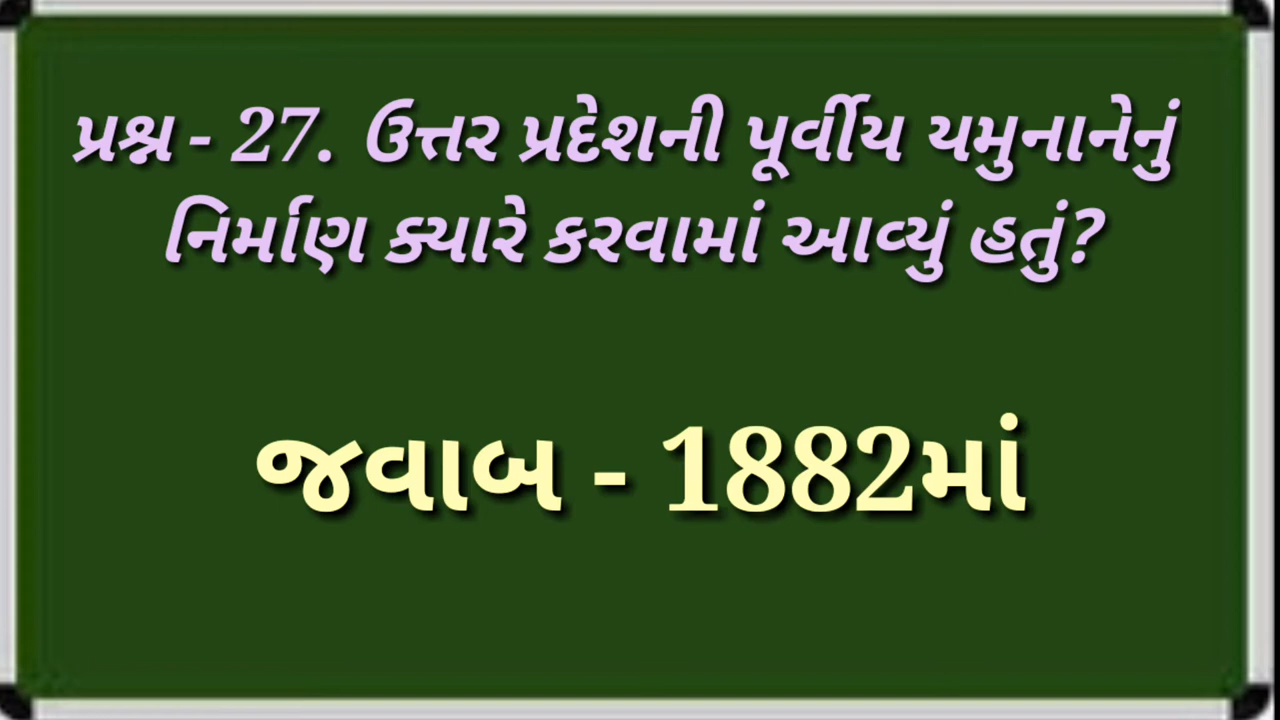 પ્રશ્ન - 27. ઉત્તર પ્રદેશની પૂર્વીય યમુનાનેનું
નિર્માણ ક્યારે કરવામાં આવ્યું હતું?
જવાબ - 1882માં